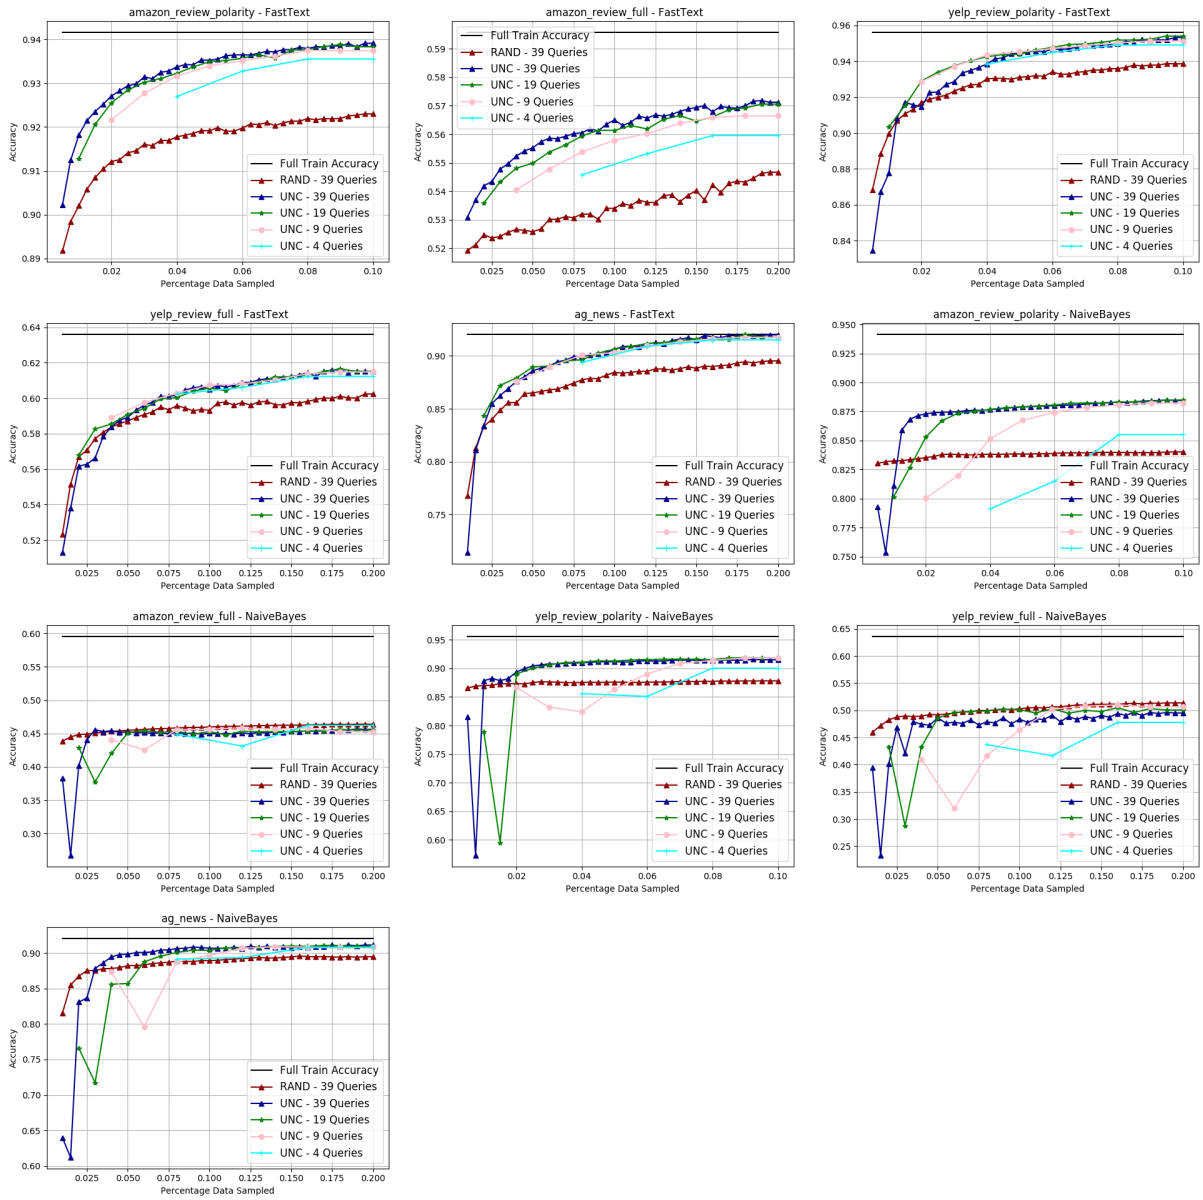 amazon_review_polarity - FastText
Accuracy
0.94
0.93
0.92
0.91
0.90
0.89
Full Train Accuracy
RAND - 39 Queries
UNC - 39 Queries
UNC - 19 Queries
UNC - 9 Queries
UNC - 4 Queries
0.02 0.04 0.06 0.08 0.10
Percentage Data Sampled
amazon_review_full - FastText
Accuracy
0.59
0.58
0.57
0.56
0.55
0.54
0.53
0.52
Full Train Accuracy
RAND - 39 Queries
UNC - 39 Queries
UNC - 19 Queries
UNC - 9 Queries
UNC - 4 Queries
0.025 0.050 0.075 0.100 0.125 0.150 0.175 0.200
Percentage Data Sampled
yelp_review_polarity - FastText
Accuracy
0.96
0.94
0.92
0.90
0.88
0.86
0.84
Full Train Accuracy
RAND - 39 Queries
UNC - 39 Queries
UNC - 19 Queries
UNC - 9 Queries
UNC - 4 Queries
0.02 0.04 0.06 0.08 0.10
Percentage Data Sampled
yelp_review_full - FastText
Accuracy
0.64
0.62
0.60
0.58
0.56
0.54
0.52
Full Train Accuracy
RAND - 39 Queries
UNC - 39 Queries
UNC - 19 Queries
UNC - 9 Queries
UNC - 4 Queries
0.025 0.050 0.075 0.100 0.125 0.150 0.175 0.200
Percentage Data Sampled
ag_news - FastText
Accuracy
0.90
0.85
0.80
0.75
Full Train Accuracy
RAND - 39 Queries
UNC - 39 Queries
UNC - 19 Queries
UNC - 9 Queries
UNC - 4 Queries
0.025 0.050 0.075 0.100 0.125 0.150 0.175 0.200
Percentage Data Sampled
amazon_review_polarity - NaiveBayes
Accuracy
0.950
0.925
0.900
0.875
0.850
0.825
0.800
0.775
0.750
Full Train Accuracy
RAND - 39 Queries
UNC - 39 Queries
UNC - 19 Queries
UNC - 9 Queries
UNC - 4 Queries
0.02 0.04 0.06 0.08 0.10
Percentage Data Sampled
amazon_review_full - NaiveBayes
Accuracy
0.60
0.55
0.50
0.45
0.40
0.35
0.30
Full Train Accuracy
RAND - 39 Queries
UNC - 39 Queries
UNC - 19 Queries
UNC - 9 Queries
UNC - 4 Queries
0.025 0.050 0.075 0.100 0.125 0.150 0.175 0.200
Percentage Data Sampled
yelp_review_polarity - NaiveBayes
Accuracy
0.95
0.90
0.85
0.80
0.75
0.70
0.65
0.60
Full Train Accuracy
RAND - 39 Queries
UNC - 39 Queries
UNC - 19 Queries
UNC - 9 Queries
UNC - 4 Queries
0.02 0.04 0.06 0.08 0.10
Percentage Data Sampled
yelp_review_full - NaiveBayes
Accuracy
0.65
0.60
0.55
0.50
0.45
0.40
0.35
0.30
0.25
Full Train Accuracy
RAND - 39 Queries
UNC - 39 Queries
UNC - 19 Queries
UNC - 9 Queries
UNC - 4 Queries
0.025 0.050 0.075 0.100 0.125 0.150 0.175 0.200
Percentage Data Sampled
ag_news - NaiveBayes
Accuracy
0.90
0.85
0.80
0.75
0.70
0.65
0.60
Full Train Accuracy
RAND - 39 Queries
UNC - 39 Queries
UNC - 19 Queries
UNC - 9 Queries
UNC - 4 Queries
0.025 0.050 0.075 0.100 0.125 0.150 0.175 0.200
Percentage Data Sampled